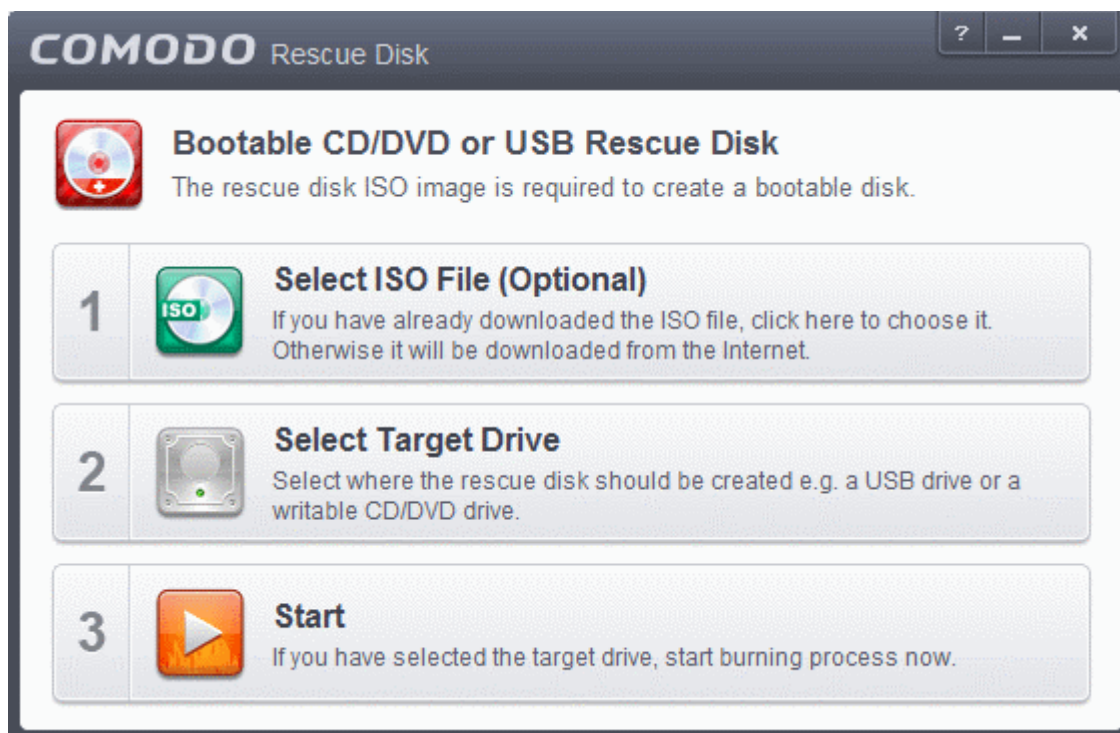 COMODO Rescue Disk
?
Bootable CD/DVD or USB Rescue Disk
The rescue disk ISO image is required to create a bootable disk.
1
ISO
Select ISO File (Optional)
If you have already downloaded the ISO file, click here to choose it.
Otherwise it will be downloaded from the Internet.
2
Select Target Drive
Select where the rescue disk should be created e.g. a USB drive or a
writable CD/DVD drive.
3
Start
If you have selected the target drive, start burning process now.